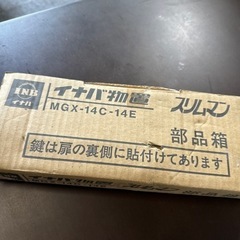 INB
イナバ
イナバ物置 スリムマン
MGX-14C-14E
部品箱
鍵は扉の裏側に貼付けてあります